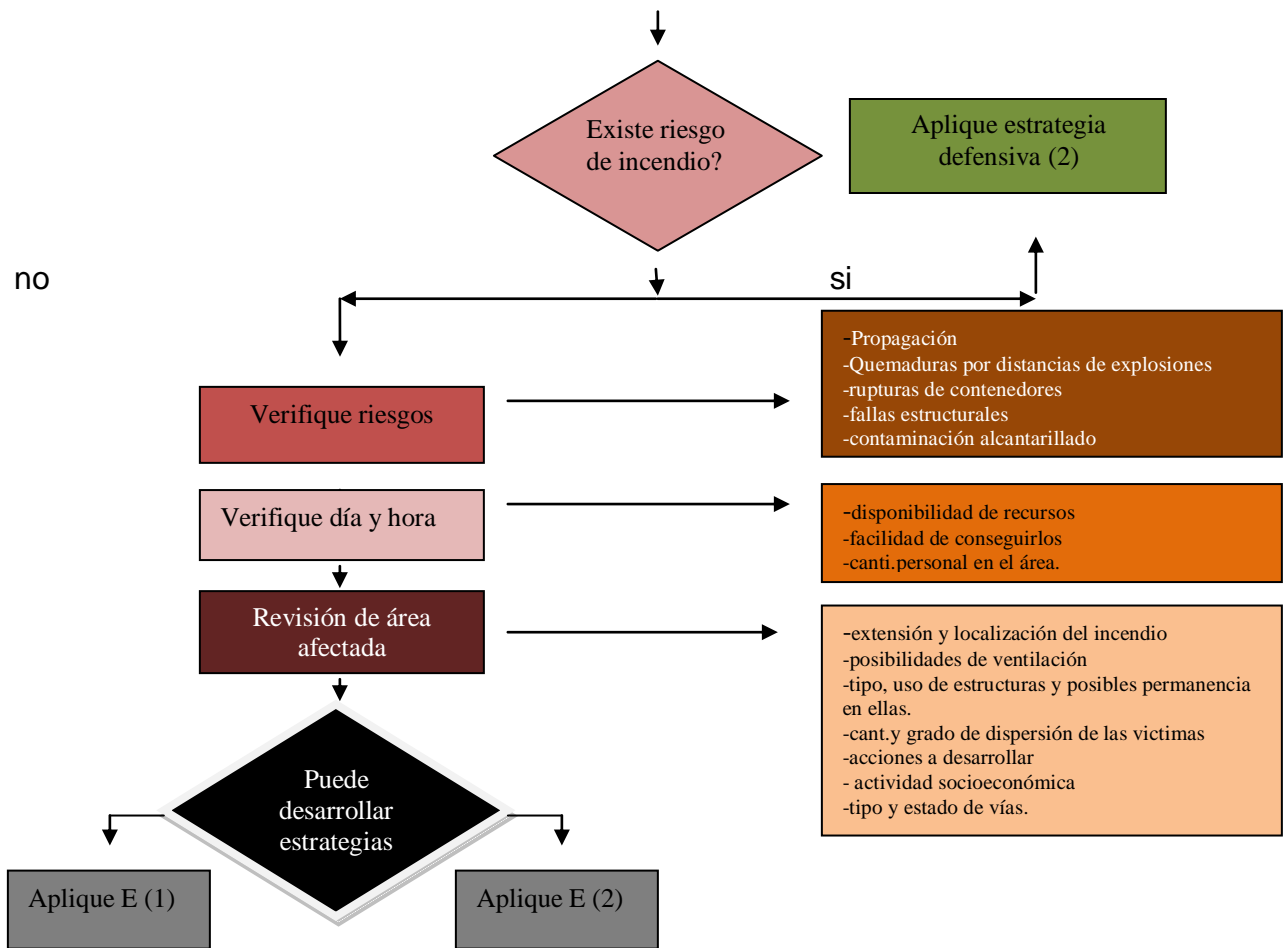 Existe riesgo
de incendio?
Aplique estrategia
defensiva (2)
no
si
Verifique riesgos
-Propagación
-Quemaduras por distancias de explosiones
-rupturas de contenedores
-fallas estructurales
-contaminación alcantarillado
Verifique día y hora
-disponibilidad de recursos
-facilidad de conseguirlos
-canti.personal en el área.
Revisión de área
afectada
-extensión y localización del incendio
-posibilidades de ventilación
-tipo, uso de estructuras y posibles permanencia
en ellas.
-cant.y grado de dispersión de las victimas
-acciones a desarrollar
- actividad socioeconómica
-tipo y estado de vías.
Puede
desarrollar
estrategias
Aplique E (1)
Aplique E (2)